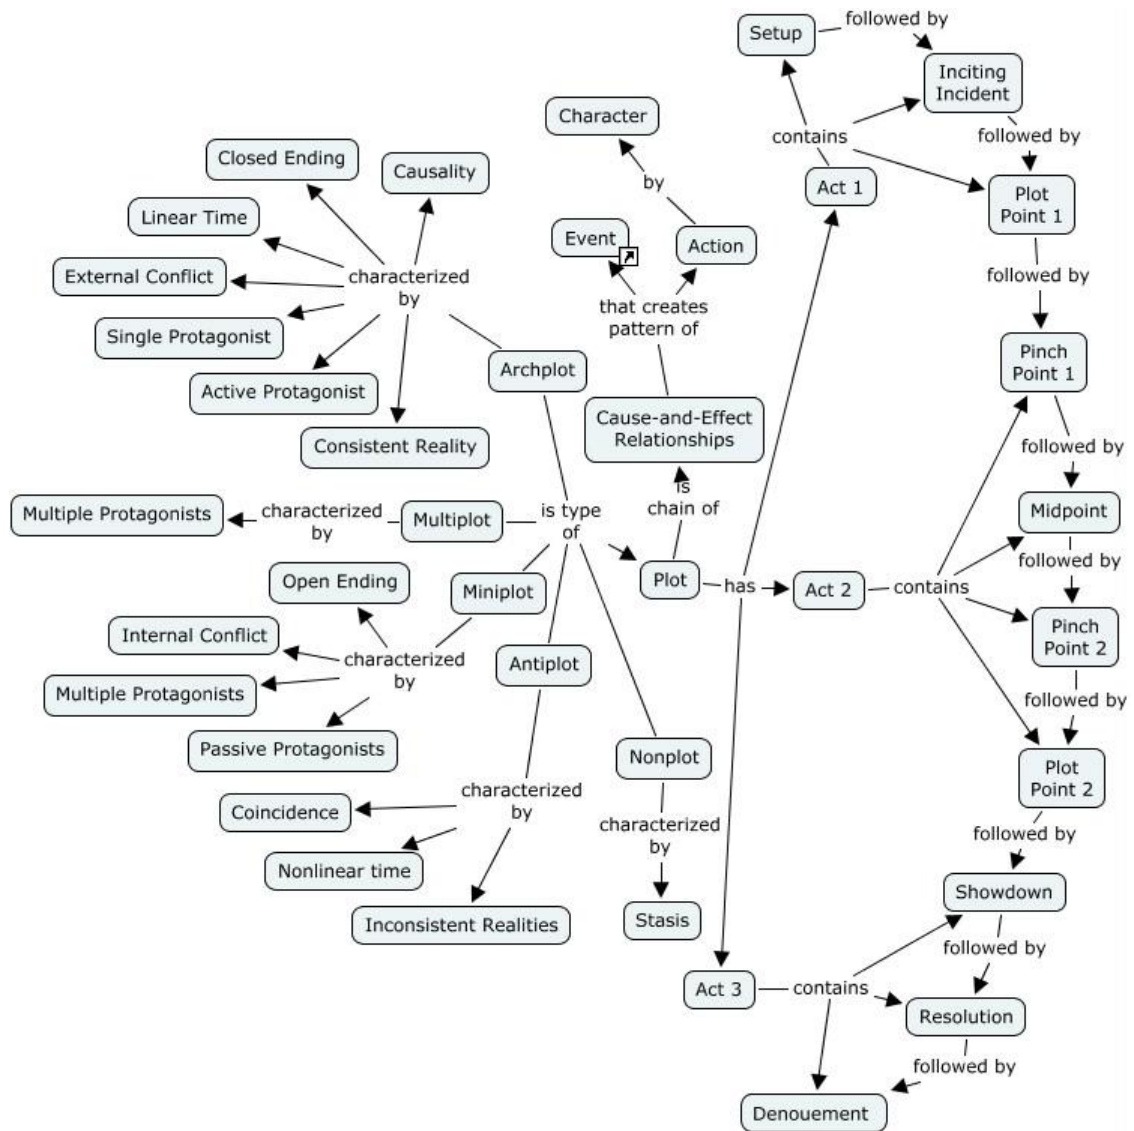 followed by
Setup
Inciting
Incident
Character
contains
followed by
Closed Ending
Causality
by
Act 1
Plot
Point 1
Linear Time
Event
Action
External Conflict
characterized
by
followed by
that creates
pattern of
Single Protagonist
Pinch
Point 1
Archplot
Active Protagonist
Cause-and-Effect
Relationships
Consistent Reality
followed by
is
chain of
Multiple Protagonists
characterized
by
Multiplot
is type
of
Midpoint
followed by
Open Ending
Miniplot
Plot
has
Act 2
contains
Internal Conflict
Pinch
Point 2
characterized
by
Antiplot
Multiple Protagonists
followed by
Passive Protagonists
Nonplot
Plot
Point 2
characterized
by
Coincidence
characterized
by
followed by
Nonlinear time
Showdown
Inconsistent Realities
Stasis
followed by
Act 3
contains
Resolution
followed by
Denouement